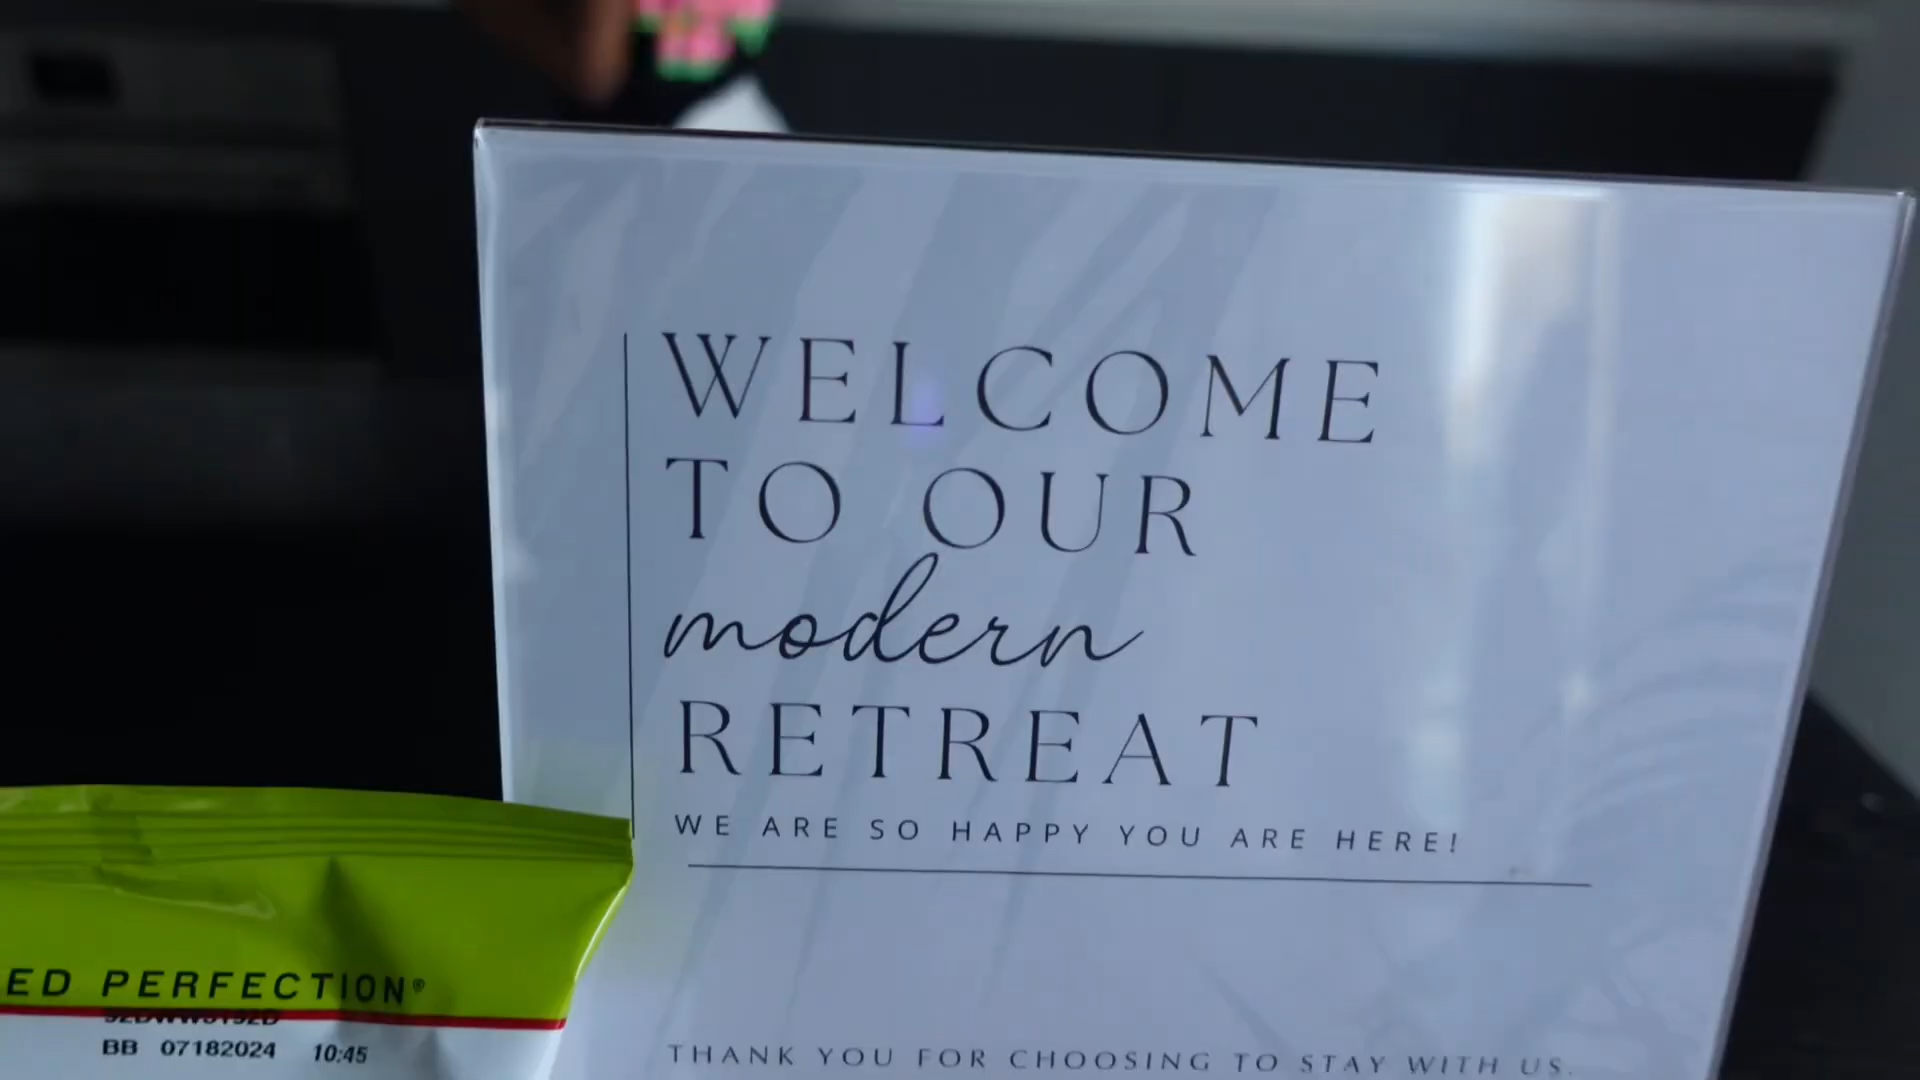 WELCOME
TO OUR
modern
RETREAT
WE ARE SO HAPPY YOU ARE HERE!
THANK YOU FOR CHOOSING TO STAY WITH US.
PERFECTION®
BB 07182024 10:45